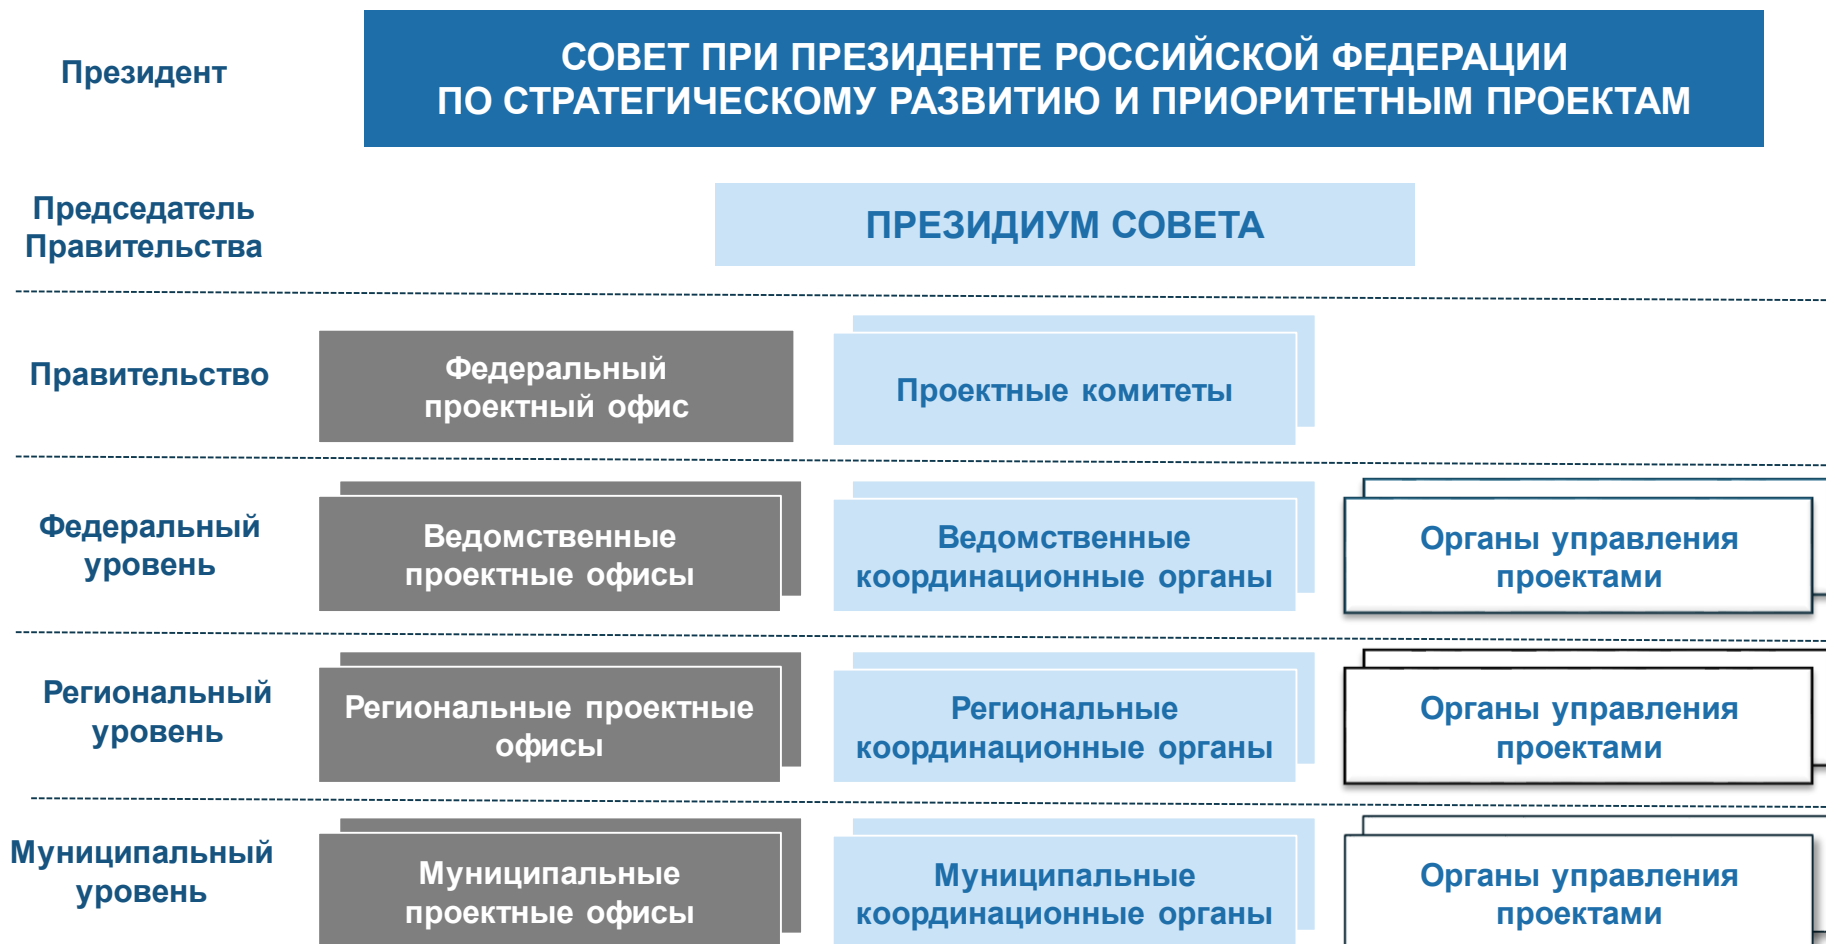 Президент
СОВЕТ ПРИ ПРЕЗИДЕНТЕ РОССИЙСКОЙ ФЕДЕРАЦИИ
ПО СТРАТЕГИЧЕСКОМУ РАЗВИТИЮ И ПРИОРИТЕТНЫМ ПРОЕКТАМ
Председатель
Правительства
ПРЕЗИДИУМ СОВЕТА
Правительство
Федеральный
проектный офис
Проектные комитеты
Федеральный
уровень
Ведомственные
проектные офисы
Ведомственные
координационные органы
Органы управления
проектами
Региональный
уровень
Региональные проектные
офисы
Региональные
координационные органы
Органы управления
проектами
Муниципальный
уровень
Муниципальные
проектные офисы
Муниципальные
координационные органы
Органы управления
проектами